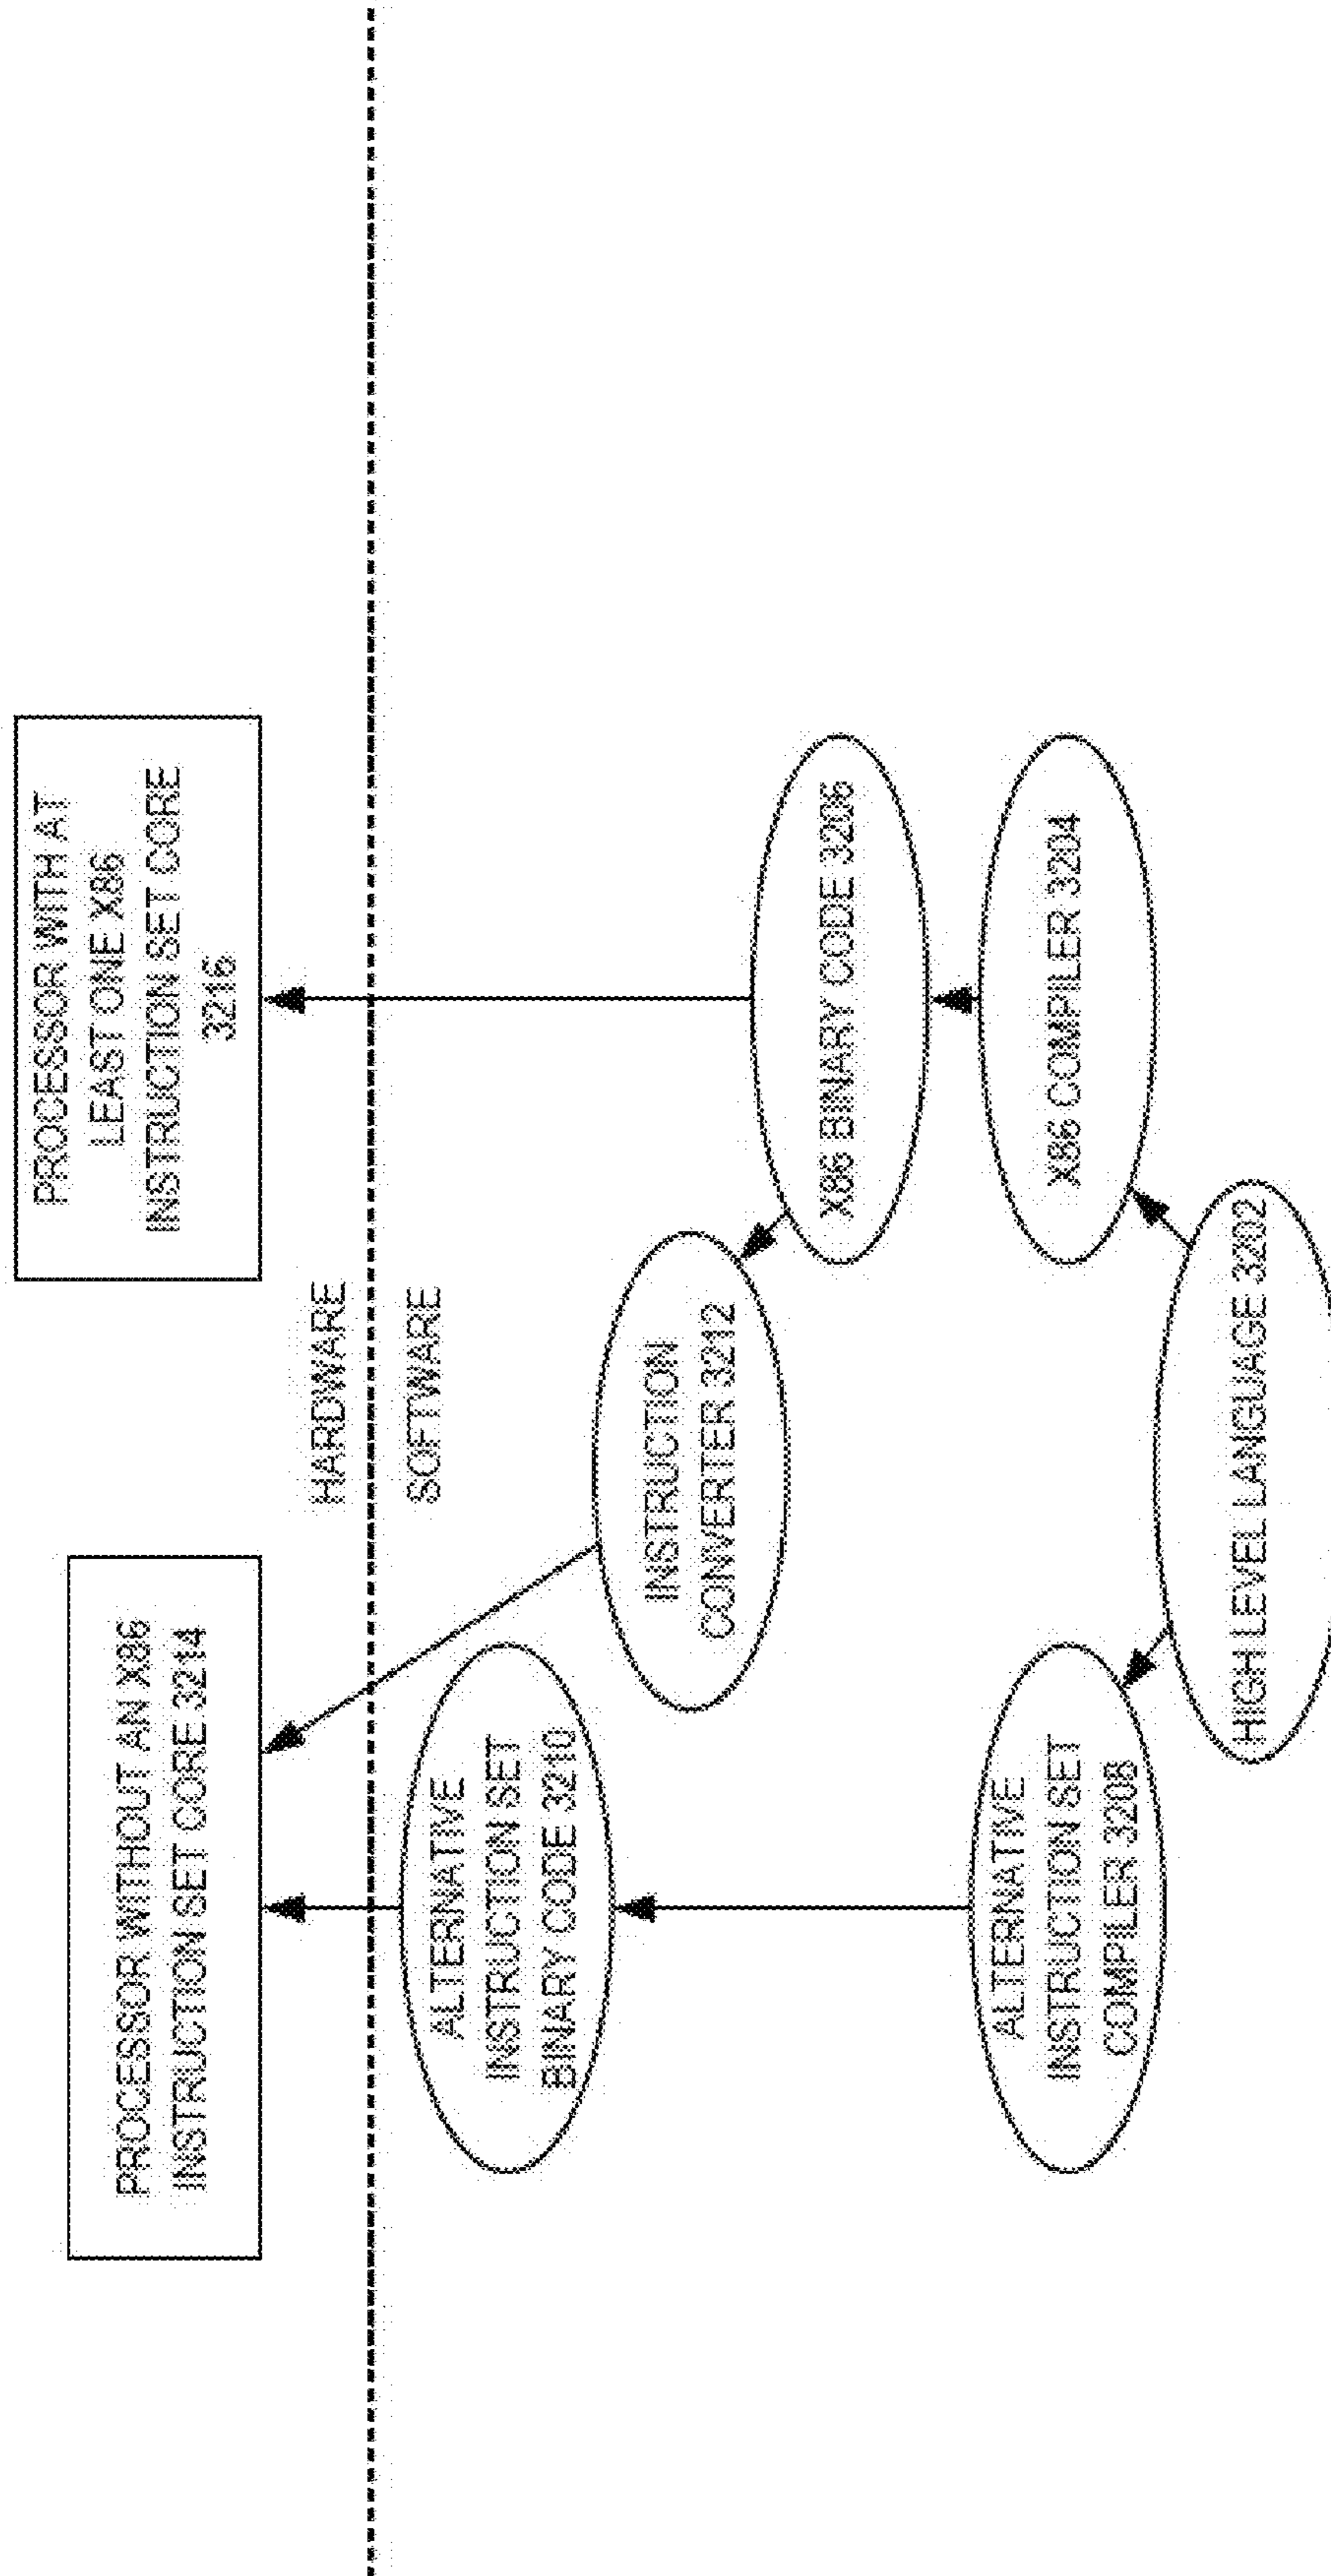 PROCESSOR WITHOUT AN X86
INSTRUCTION SET CORE 3214
PROCESSOR WITH AT
LEAST ONE X86
INSTRUCTION SET CORE
3216
HARDWARE
SOFTWARE
ALTERNATIVE
INSTRUCTION SET
BINARY CODE 3210
INSTRUCTION
CONVERTER 3212
X86 BINARY CODE 3206
ALTERNATIVE
INSTRUCTION SET
COMPILER 3208
X86 COMPILER 3204
HIGH LEVEL LANGUAGE 3202